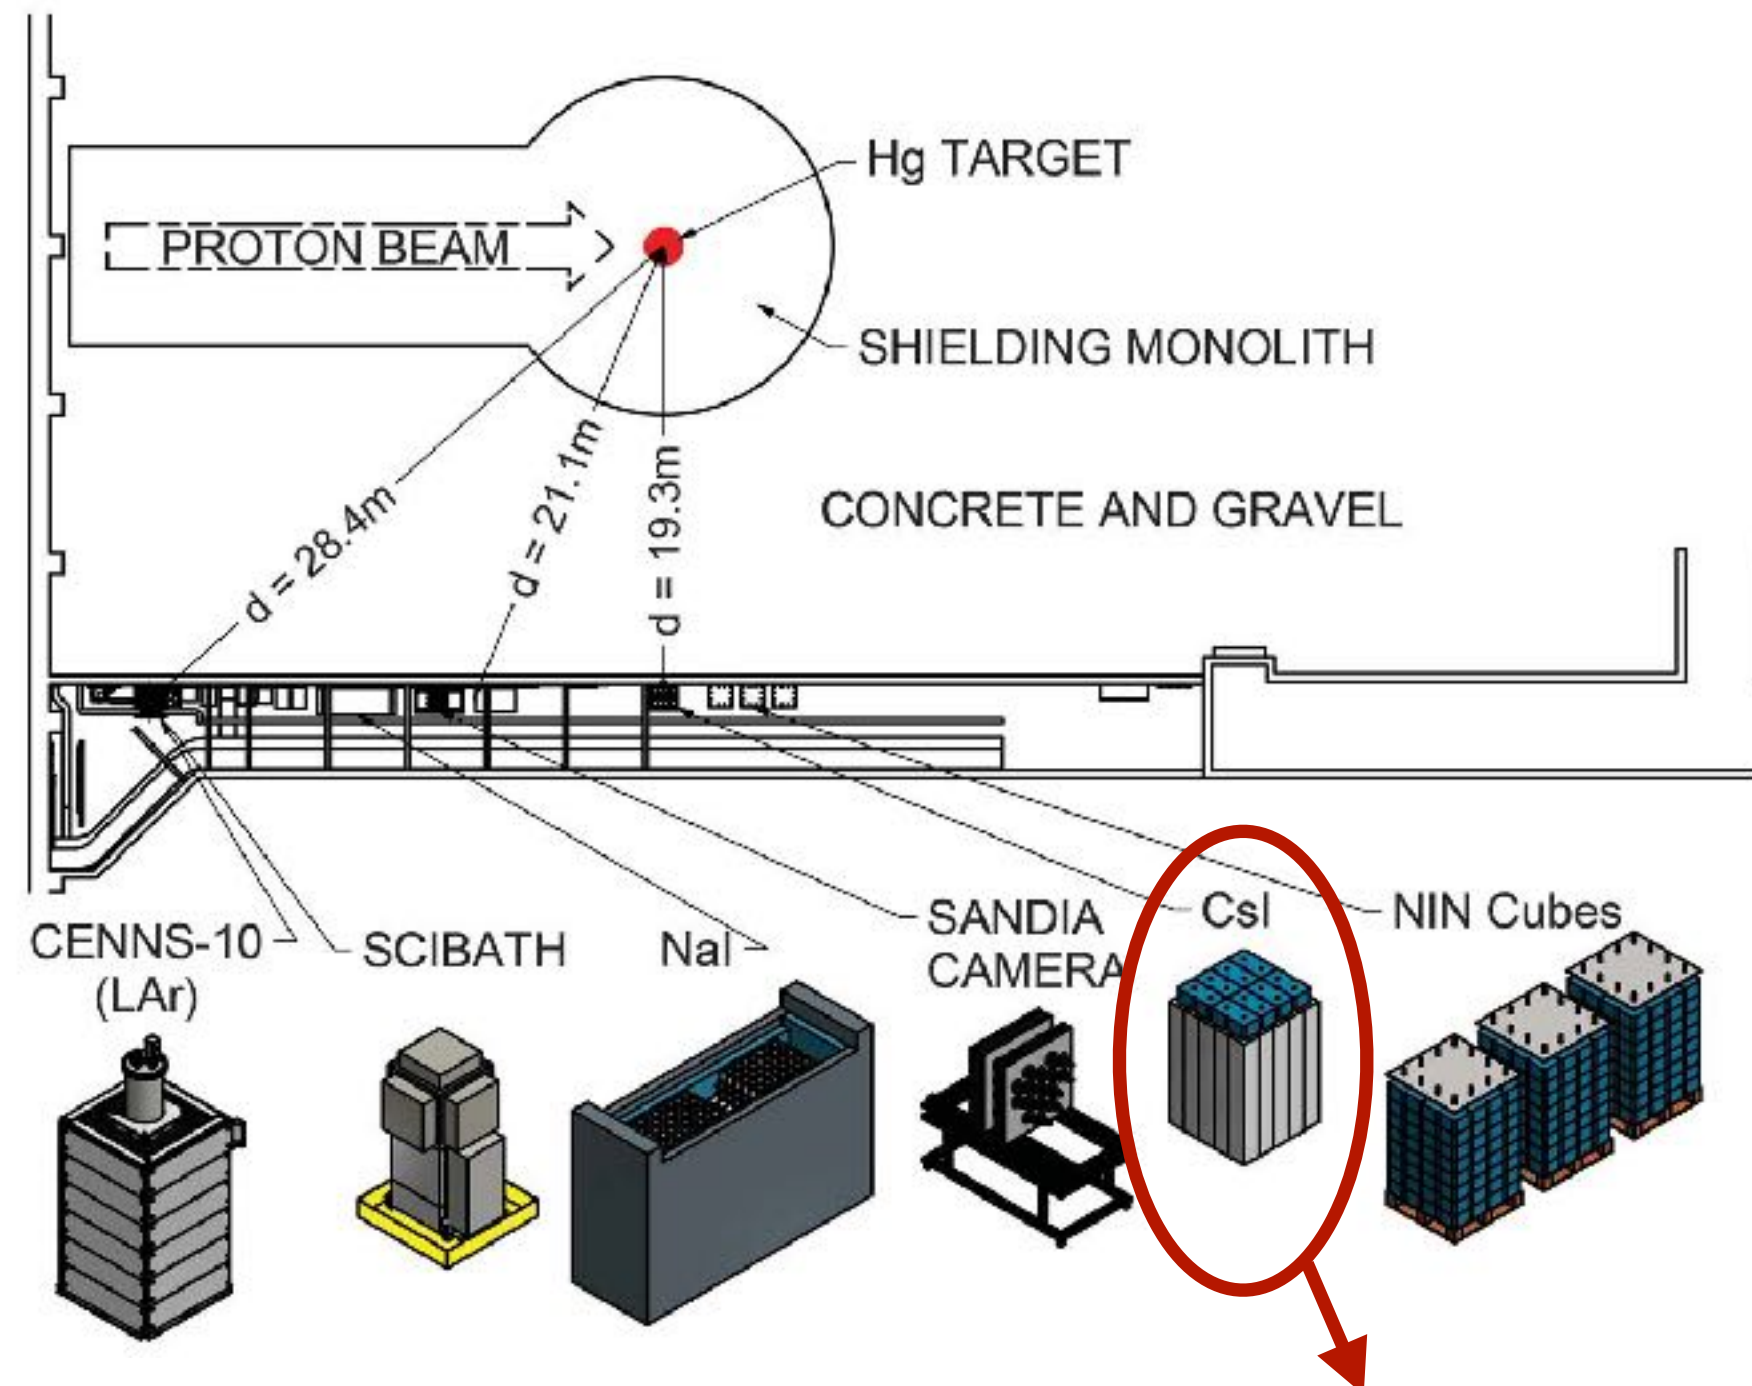 Hg TARGET
PROTON BEAM
SHIELDING MONOLITH
d = 28.4m
d = 21.1m
d = 19.3m
CONCRETE AND GRAVEL
CENNS-10
(LAr)
SCIBATH
NaI
SANDIA
CAMERA
CsI
NIN Cubes